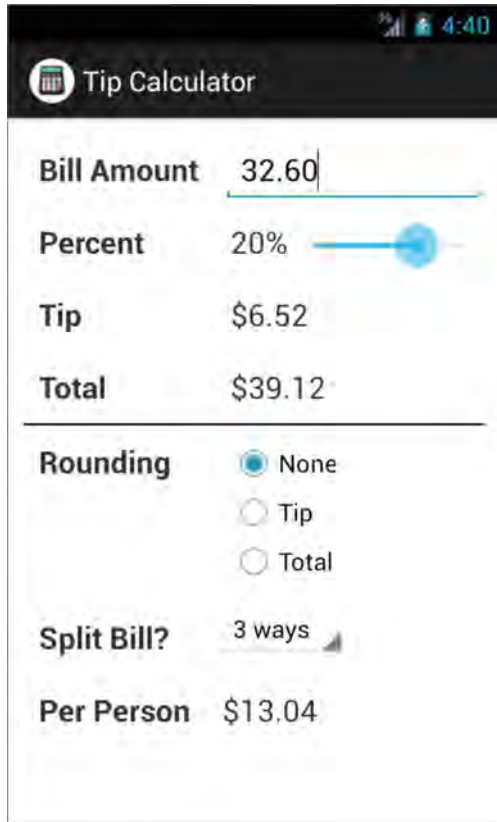 3G 4:40
Tip Calculator
Bill Amount 32.60
Percent 20%
Tip $6.52
Total $39.12
Rounding None
Tip
Total
Split Bill? 3 ways
Per Person $13.04